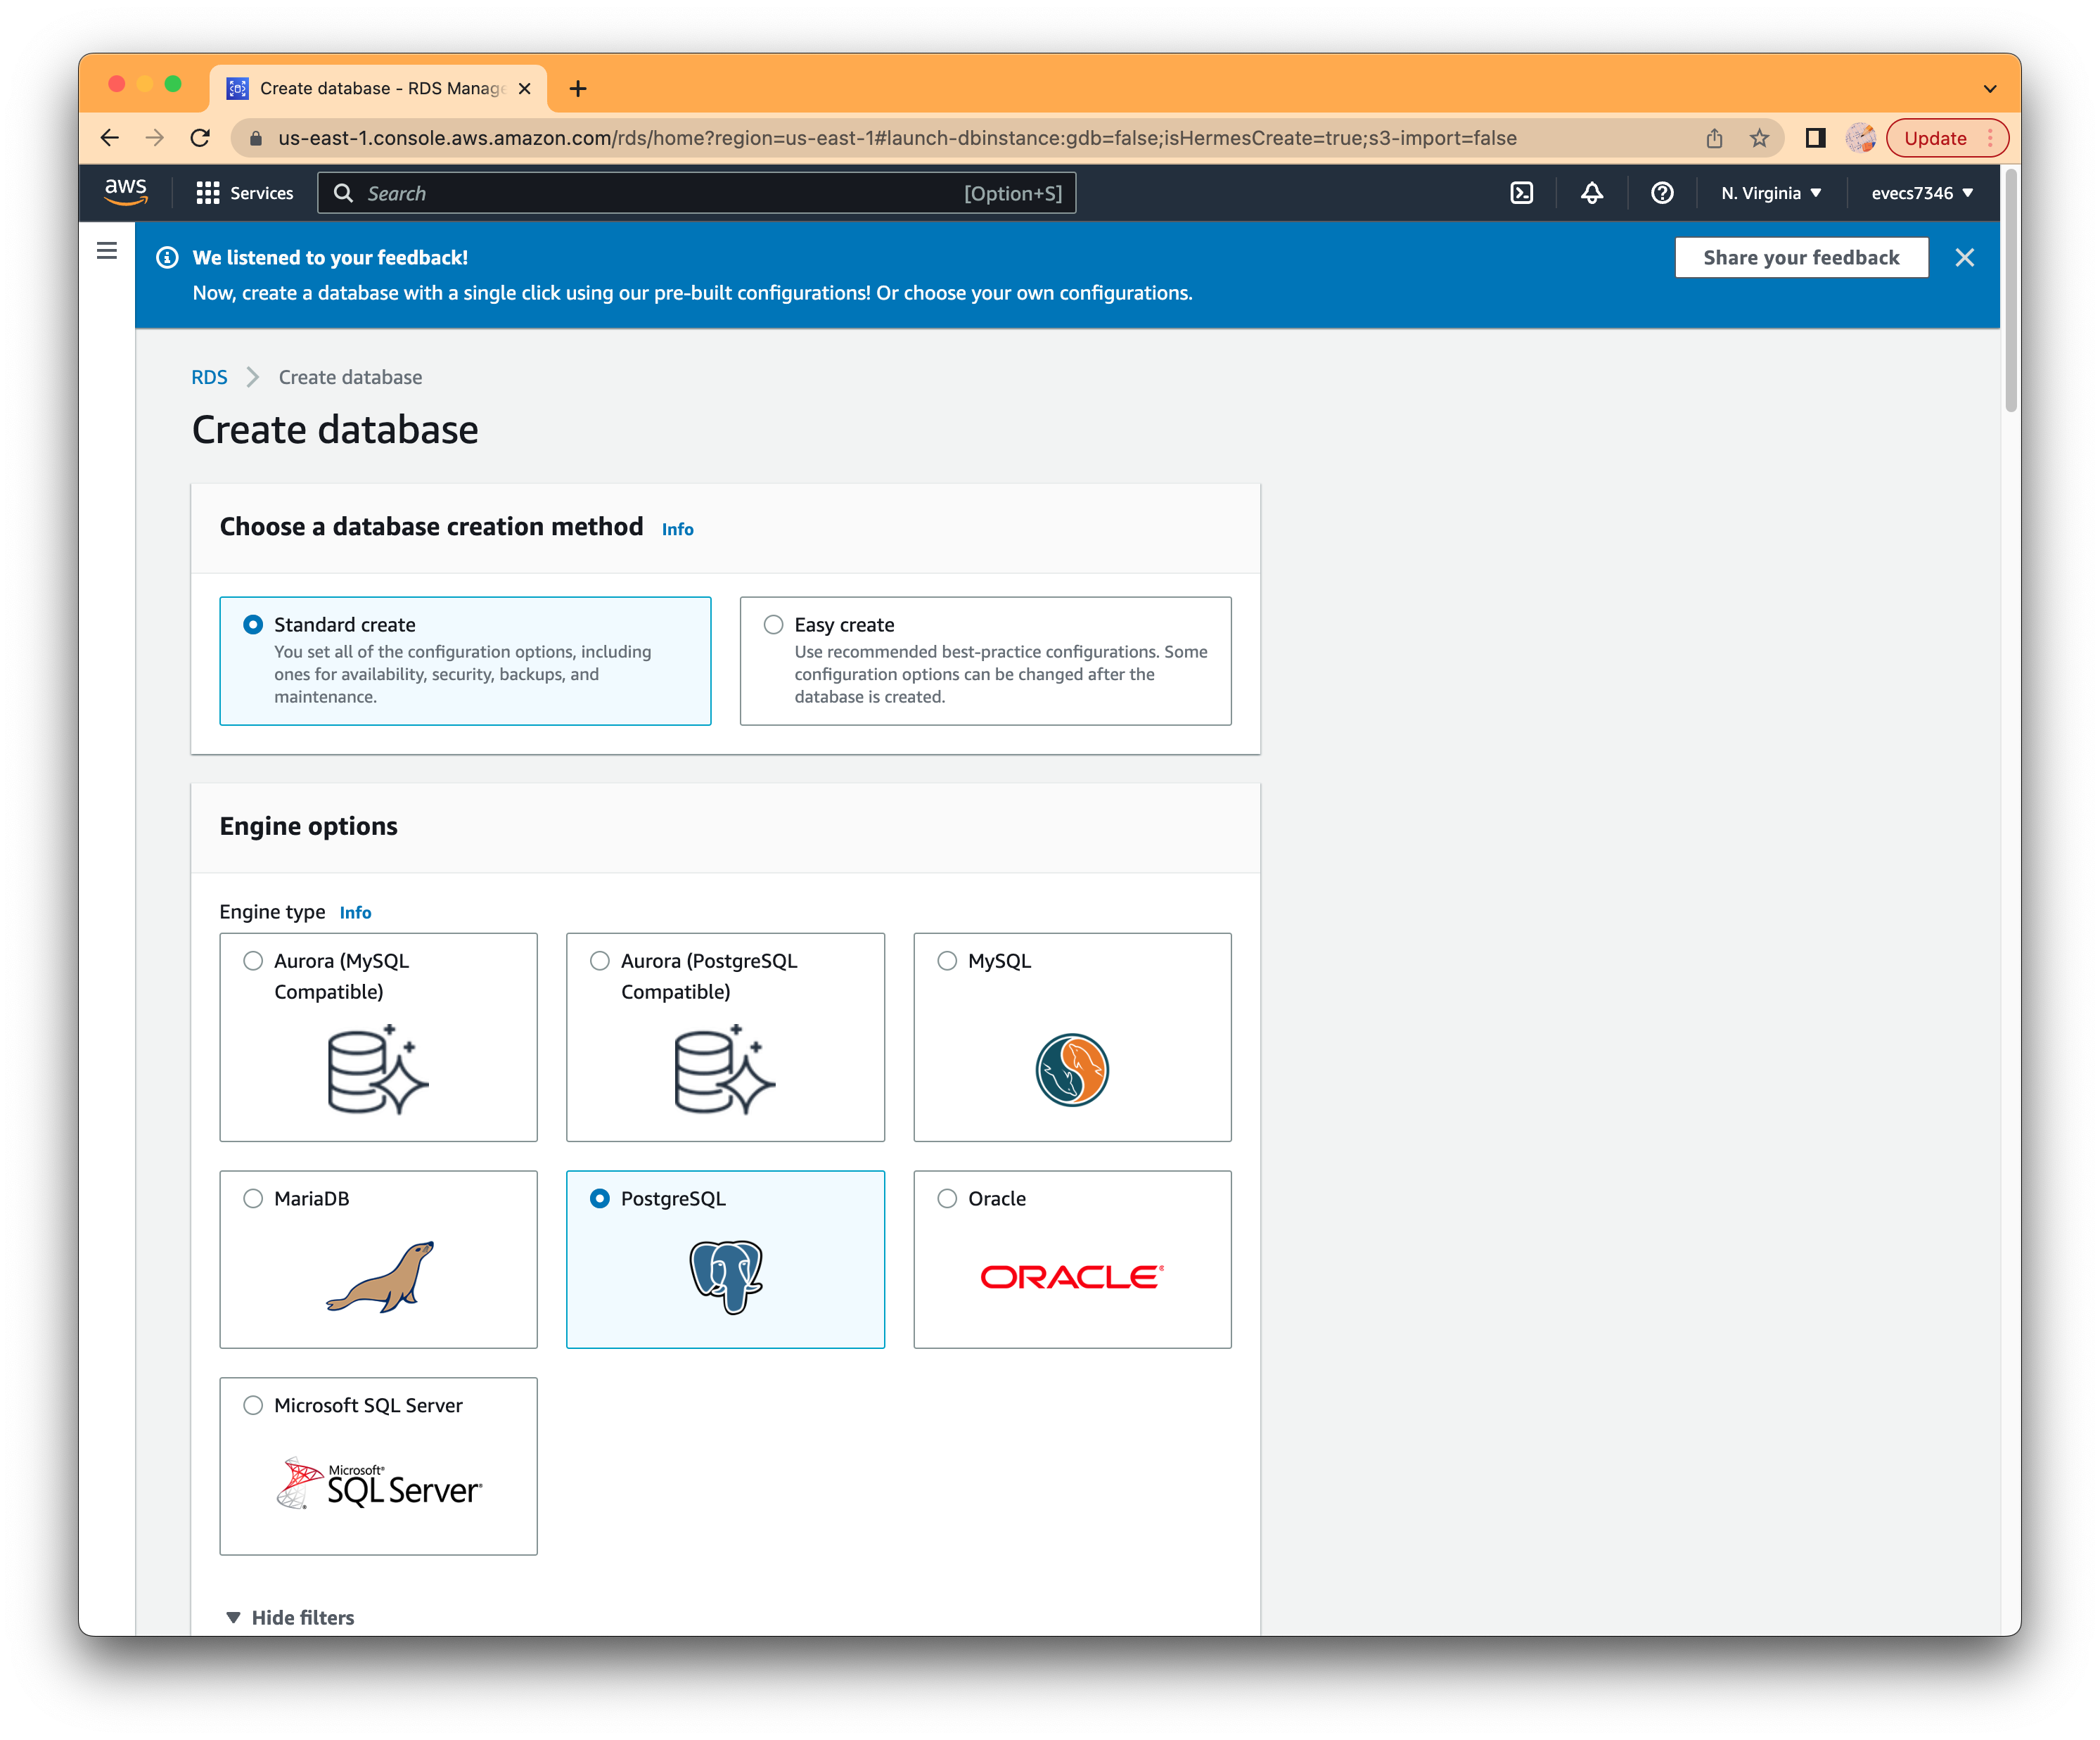 Create database - RDS Manage
us-east-1.console.aws.amazon.com/rds/home?region=us-east-1#launch-dbinstance:gdb=false;isHermesCreate=true;s3-import=false
Update
aws
Services
Search
[Option+S]
N. Virginia
evecs7346
We listened to your feedback!
Now, create a database with a single click using our pre-built configurations! Or choose your own configurations.
Share your feedback
RDS
Create database
Create database
Choose a database creation method Info
Standard create
You set all of the configuration options, including
ones for availability, security, backups, and
maintenance.
Easy create
Use recommended best-practice configurations. Some
configuration options can be changed after the
database is created.
Engine options
Engine type Info
Aurora (MySQL
Compatible)
Aurora (PostgreSQL
Compatible)
MySQL
MariaDB
PostgreSQL
Oracle
ORACLE®
Microsoft SQL Server
Microsoft®
SQL Server®
Hide filters